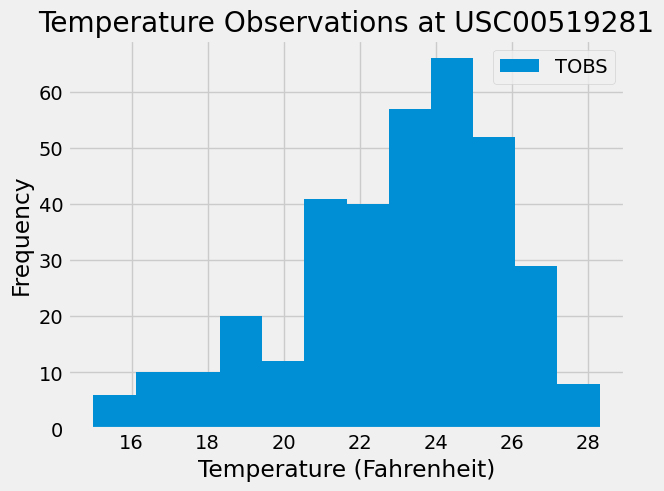 Temperature Observations at USC00519281
TOBS
Frequency
60
50
40
30
20
10
0
16 18 20 22 24 26 28
Temperature (Fahrenheit)